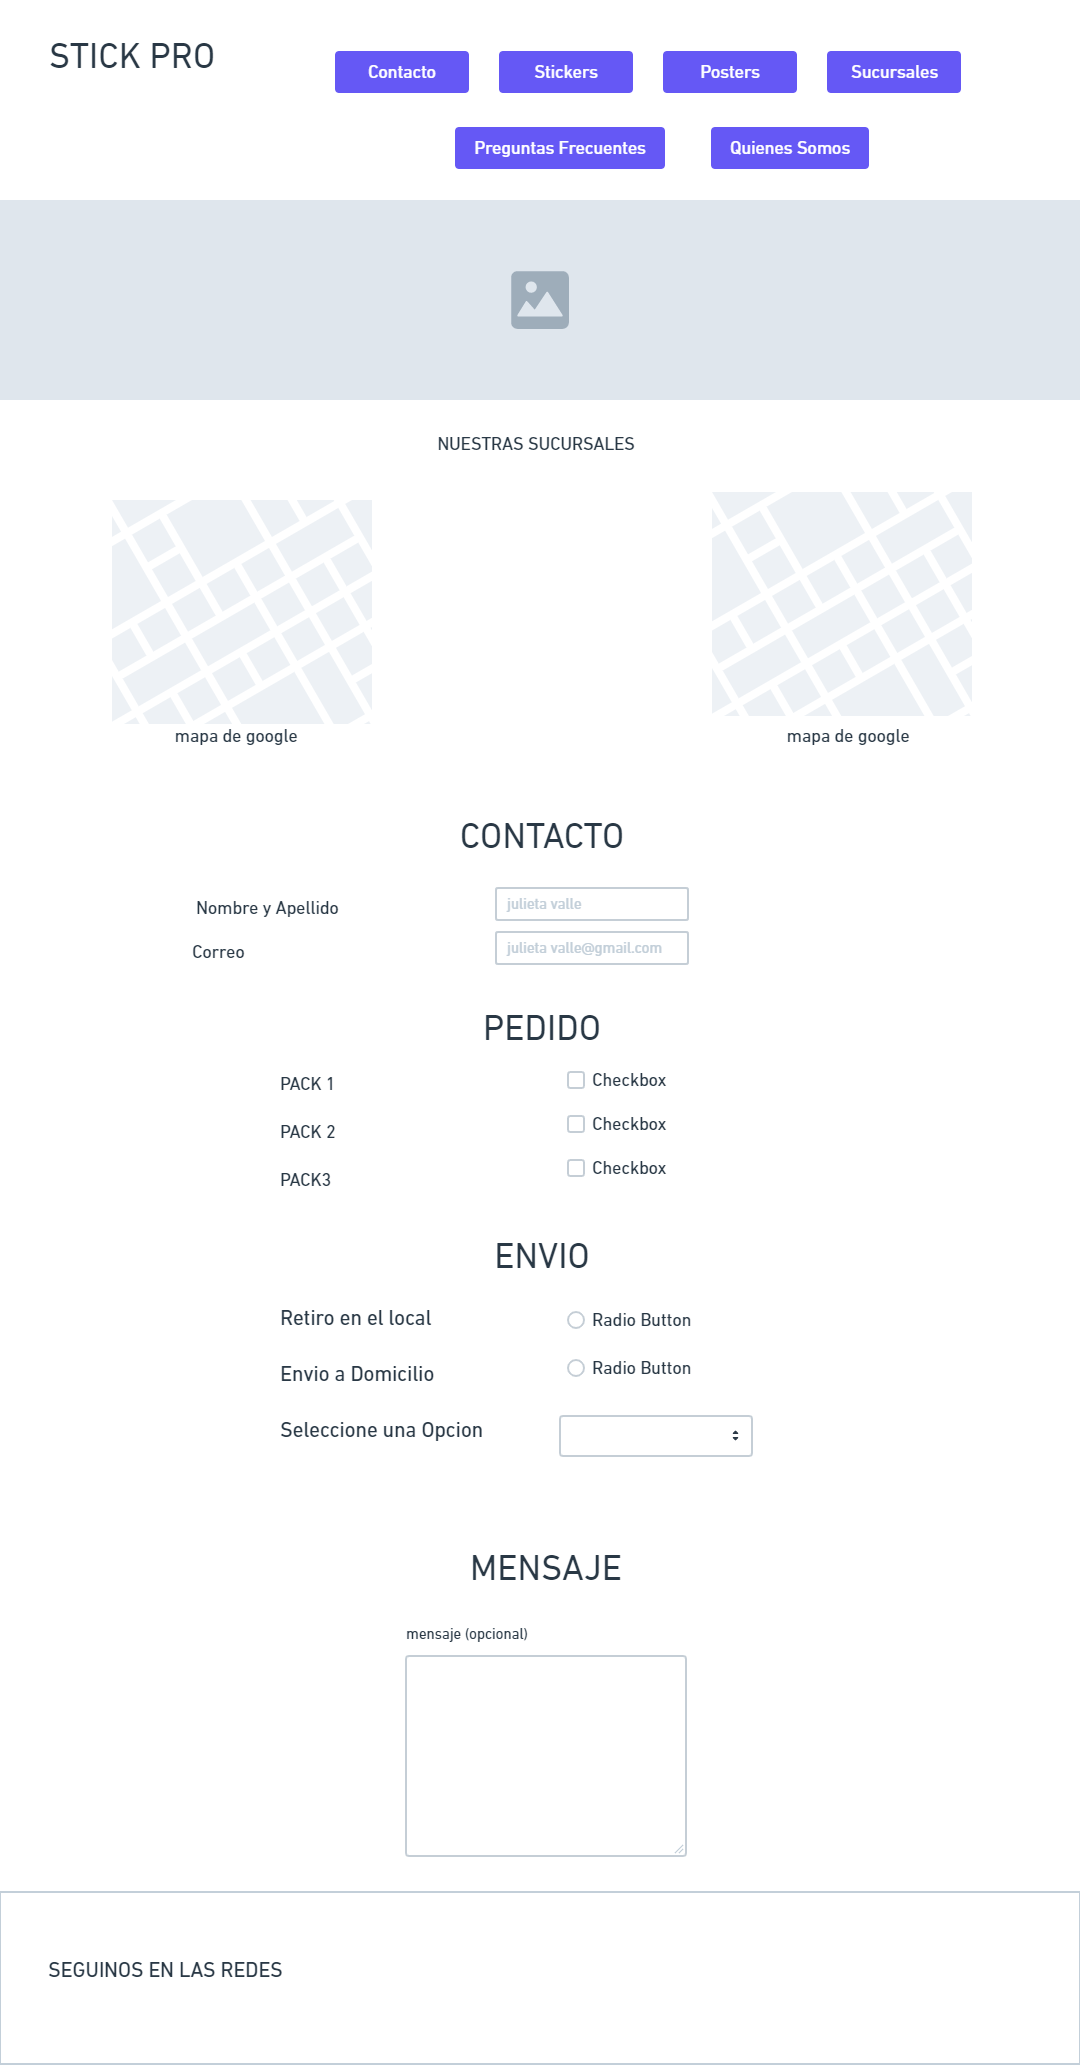 STICK PRO
Contacto
Stickers
Posters
Sucursales
Preguntas Frecuentes
Quienes Somos
NUESTRAS SUCURSALES
mapa de google
mapa de google
CONTACTO
Nombre y Apellido
julieta valle
Correo
julieta valle@gmail.com
PEDIDO
PACK 1
Checkbox
PACK 2
Checkbox
PACK3
Checkbox
ENVIO
Retiro en el local
Radio Button
Envio a Domicilio
Radio Button
Seleccione una Opcion
MENSAJE
mensaje (opcional)
SEGUINOS EN LAS REDES